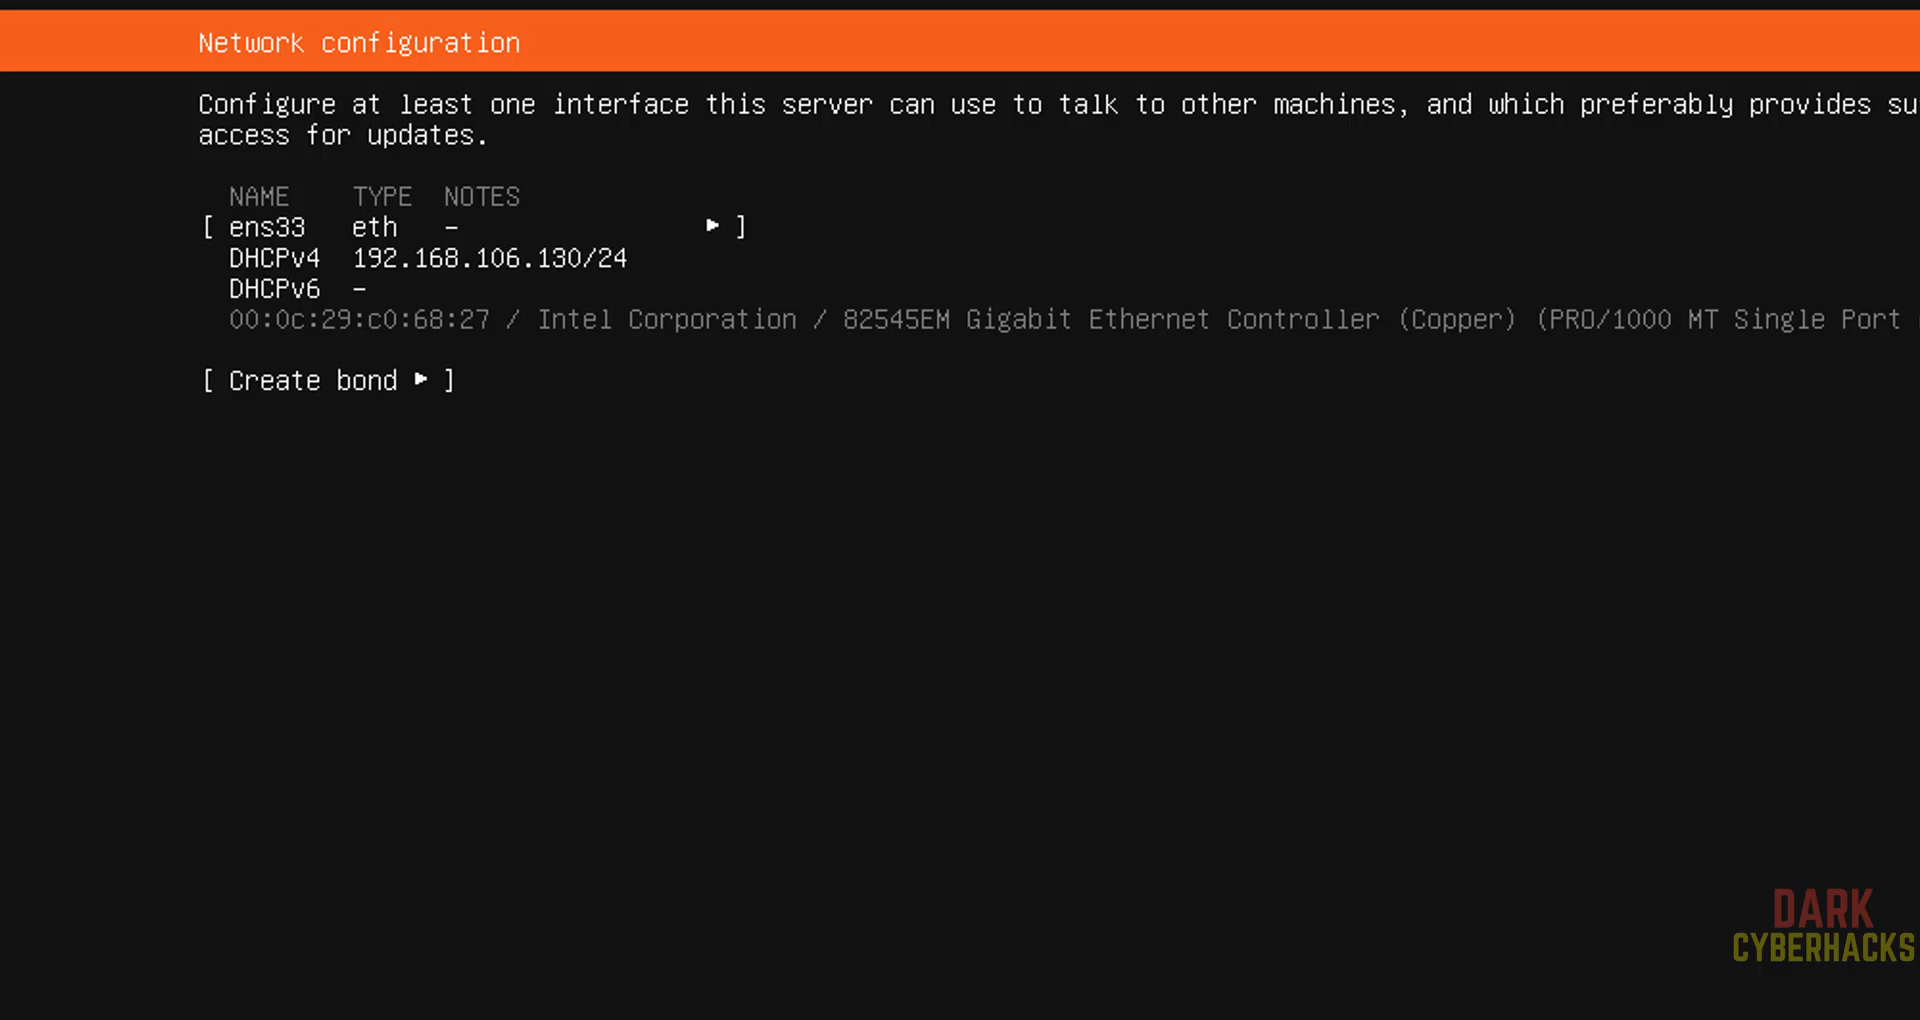 Network configuration
Configure at least one interface this server can use to talk to other machines, and which preferably provides
access for updates.
NAME TYPE NOTES
[ ens33 eth - ▸ ]
DHCPv4 192.168.106.130/24
DHCPv6 -
00:0c:29:c0:68:27 / Intel Corporation / 82545EM Gigabit Ethernet Controller (Copper) (PRO/1000 MT Single Port
[ Create bond ▸ ]
DARK
CYBERHACKS